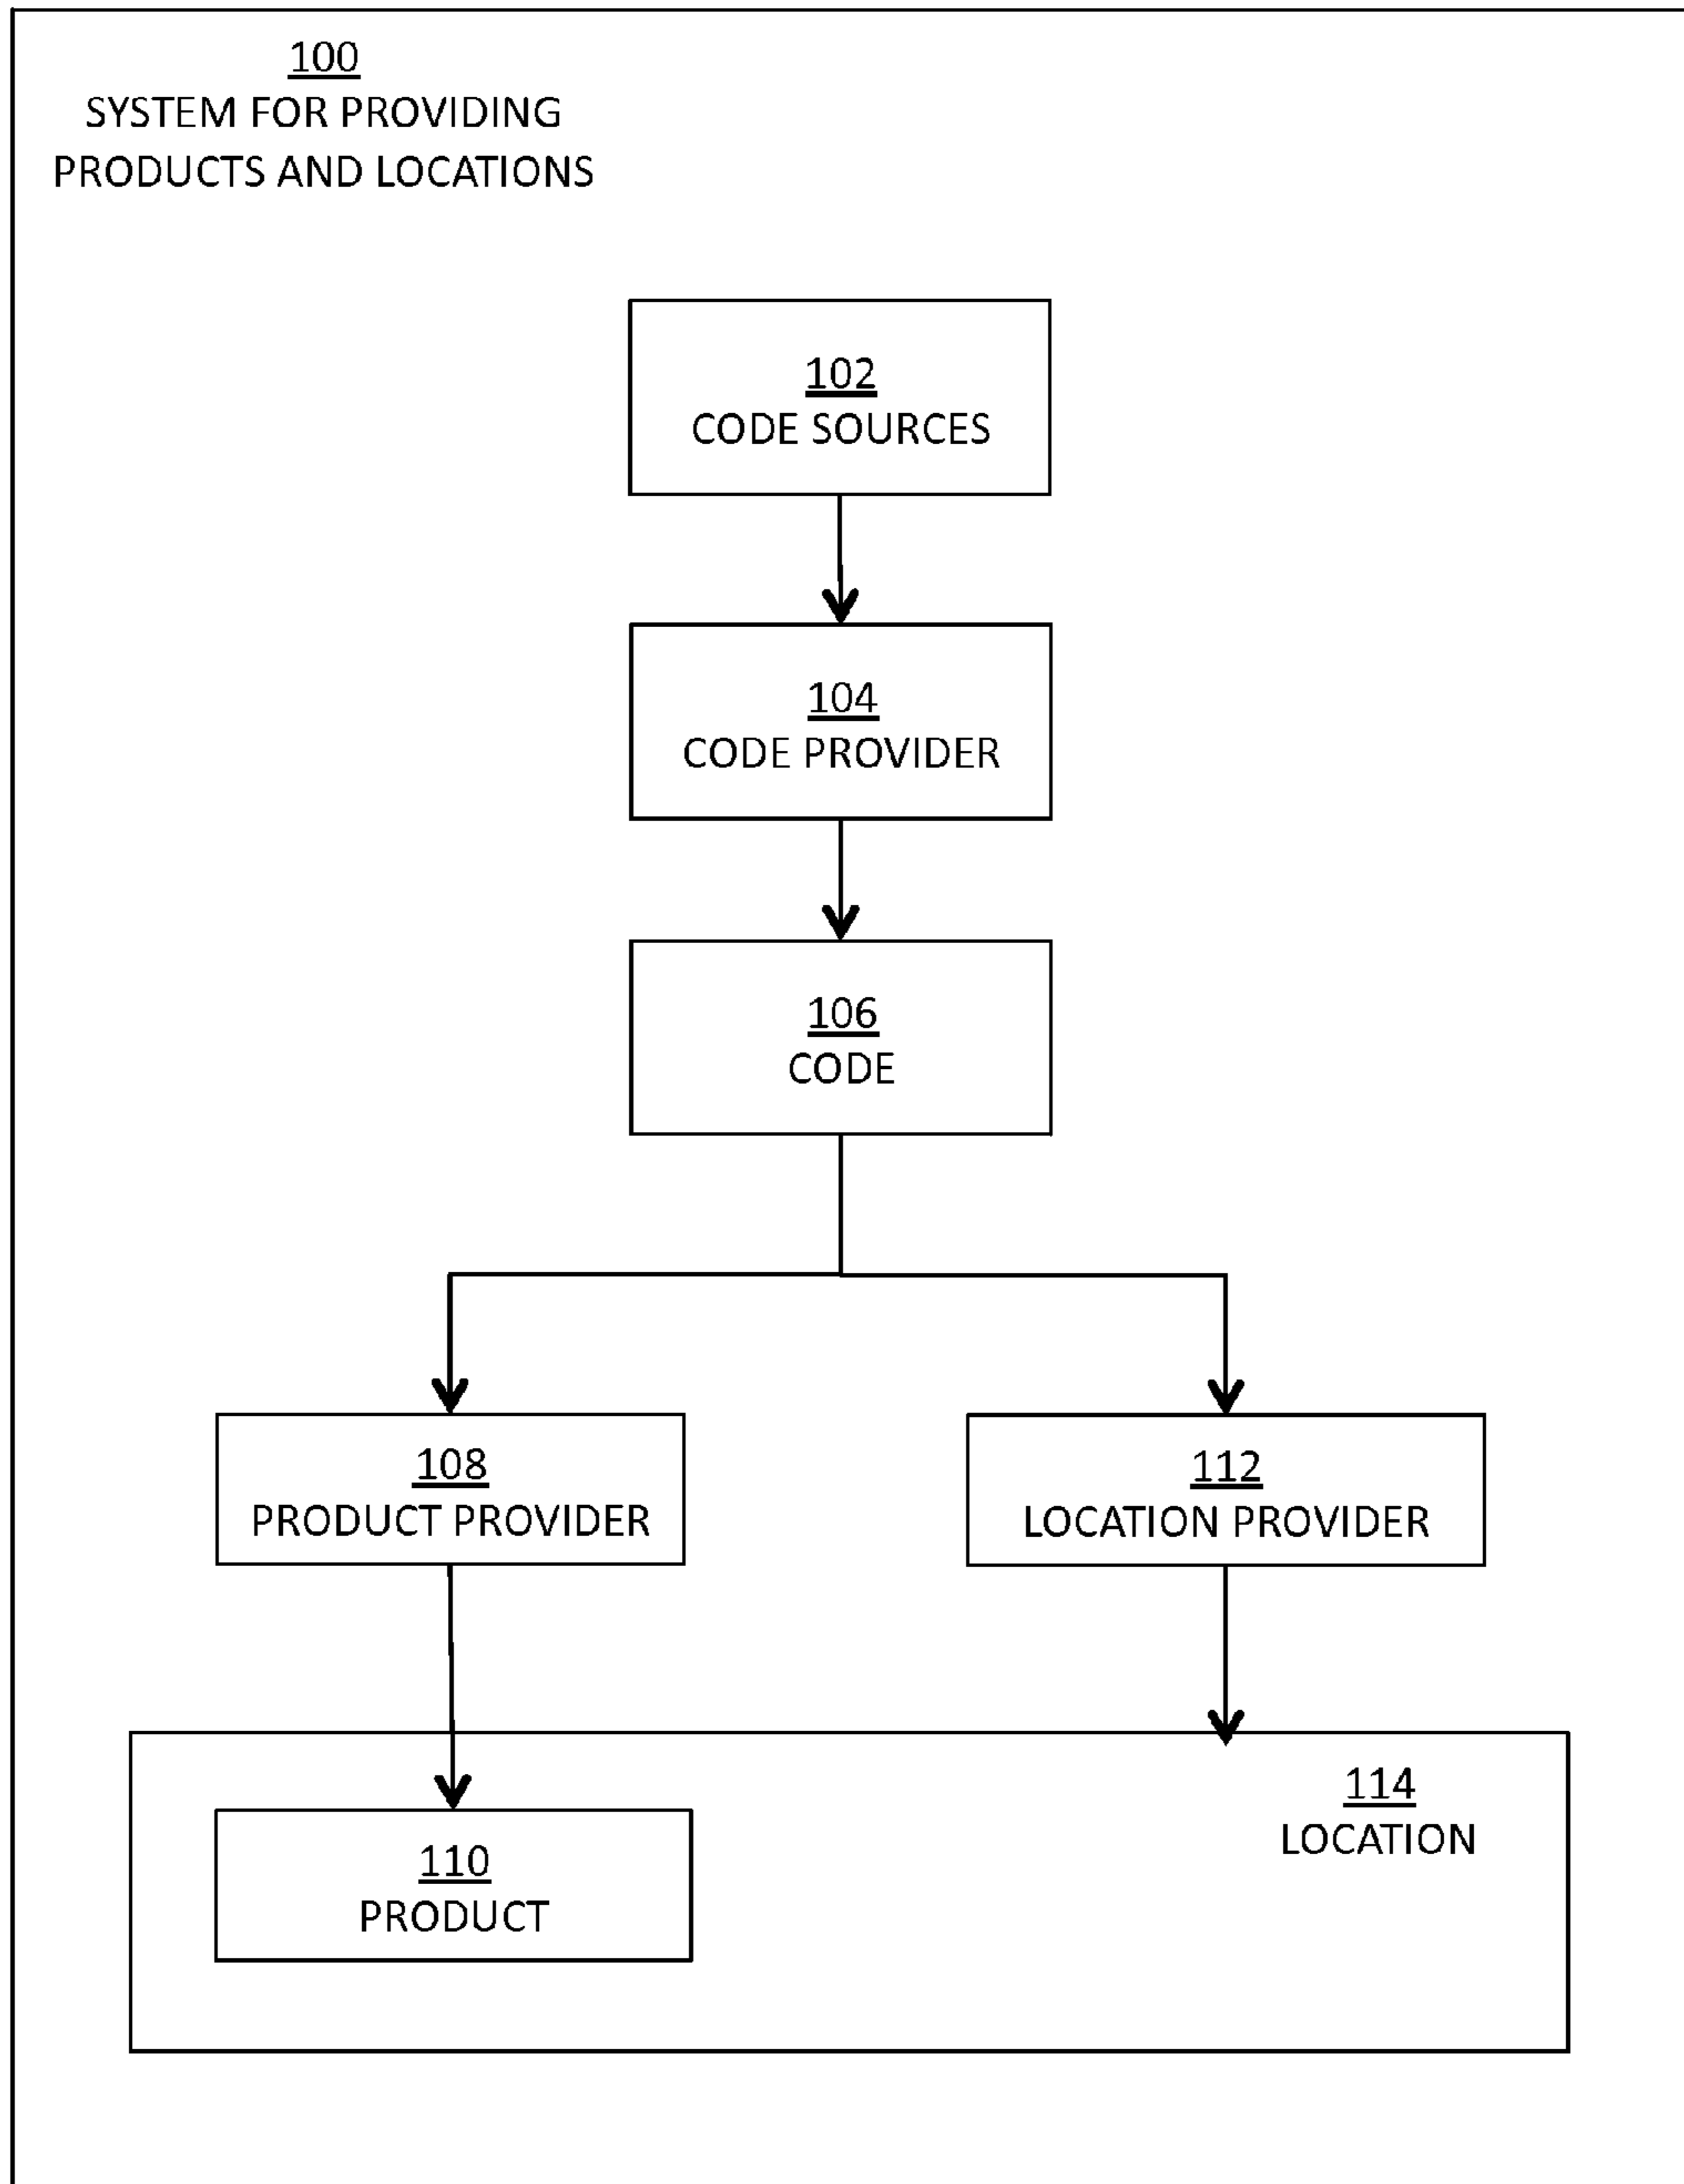 100
SYSTEM FOR PROVIDING
PRODUCTS AND LOCATIONS
102
CODE SOURCES
104
CODE PROVIDER
106
CODE
108
PRODUCT PROVIDER
112
LOCATION PROVIDER
114
LOCATION
110
PRODUCT